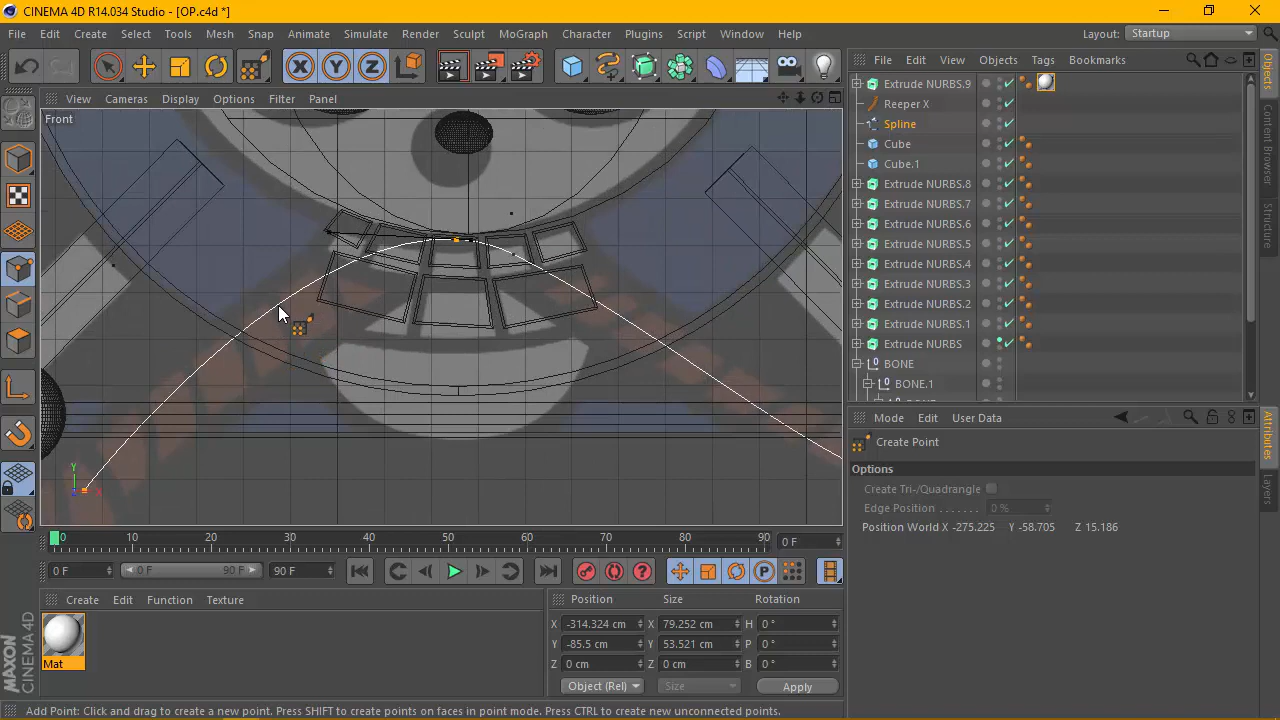 CINEMA 4D R14.034 Studio - [OP.c4d *]
File Edit Create Select Tools Mesh Snap Animate Simulate Render Sculpt MoGraph Character Plugins Script Window Help Layout: Startup
File Edit View Objects Tags Bookmarks
View Cameras Display Options Filter Panel
Front
Extrude NURBS.9
Reeper X
Spline
Cube
Cube.1
Extrude NURBS.8
Extrude NURBS.7
Extrude NURBS.6
Extrude NURBS.5
Extrude NURBS.4
Extrude NURBS.3
Extrude NURBS.2
Extrude NURBS.1
Extrude NURBS
BONE
BONE.1
Objects
Content Browser
Structure
Mode Edit User Data
Create Point
Options
Create Tri-/Quadrangle
Edge Position . . . . . . . 0 %
Position World X -275.225 Y -58.705 Z 15.186
Attributes
Layers
Y
X
Z
0 10 20 30 40 50 60 70 80 90 0 F
0 F 0 F 90 F 90 F
Create Edit Function Texture
Mat
Position Size Rotation
X -314.324 cm X 79.252 cm H 0 °
Y -85.5 cm Y 53.521 cm P 0 °
Z 0 cm Z 0 cm B 0 °
Object (Rel) Size Apply
MAXON CINEMA 4D
Add Point: Click and drag to create a new point. Press SHIFT to create points on faces in point mode. Press CTRL to create new unconnected points.